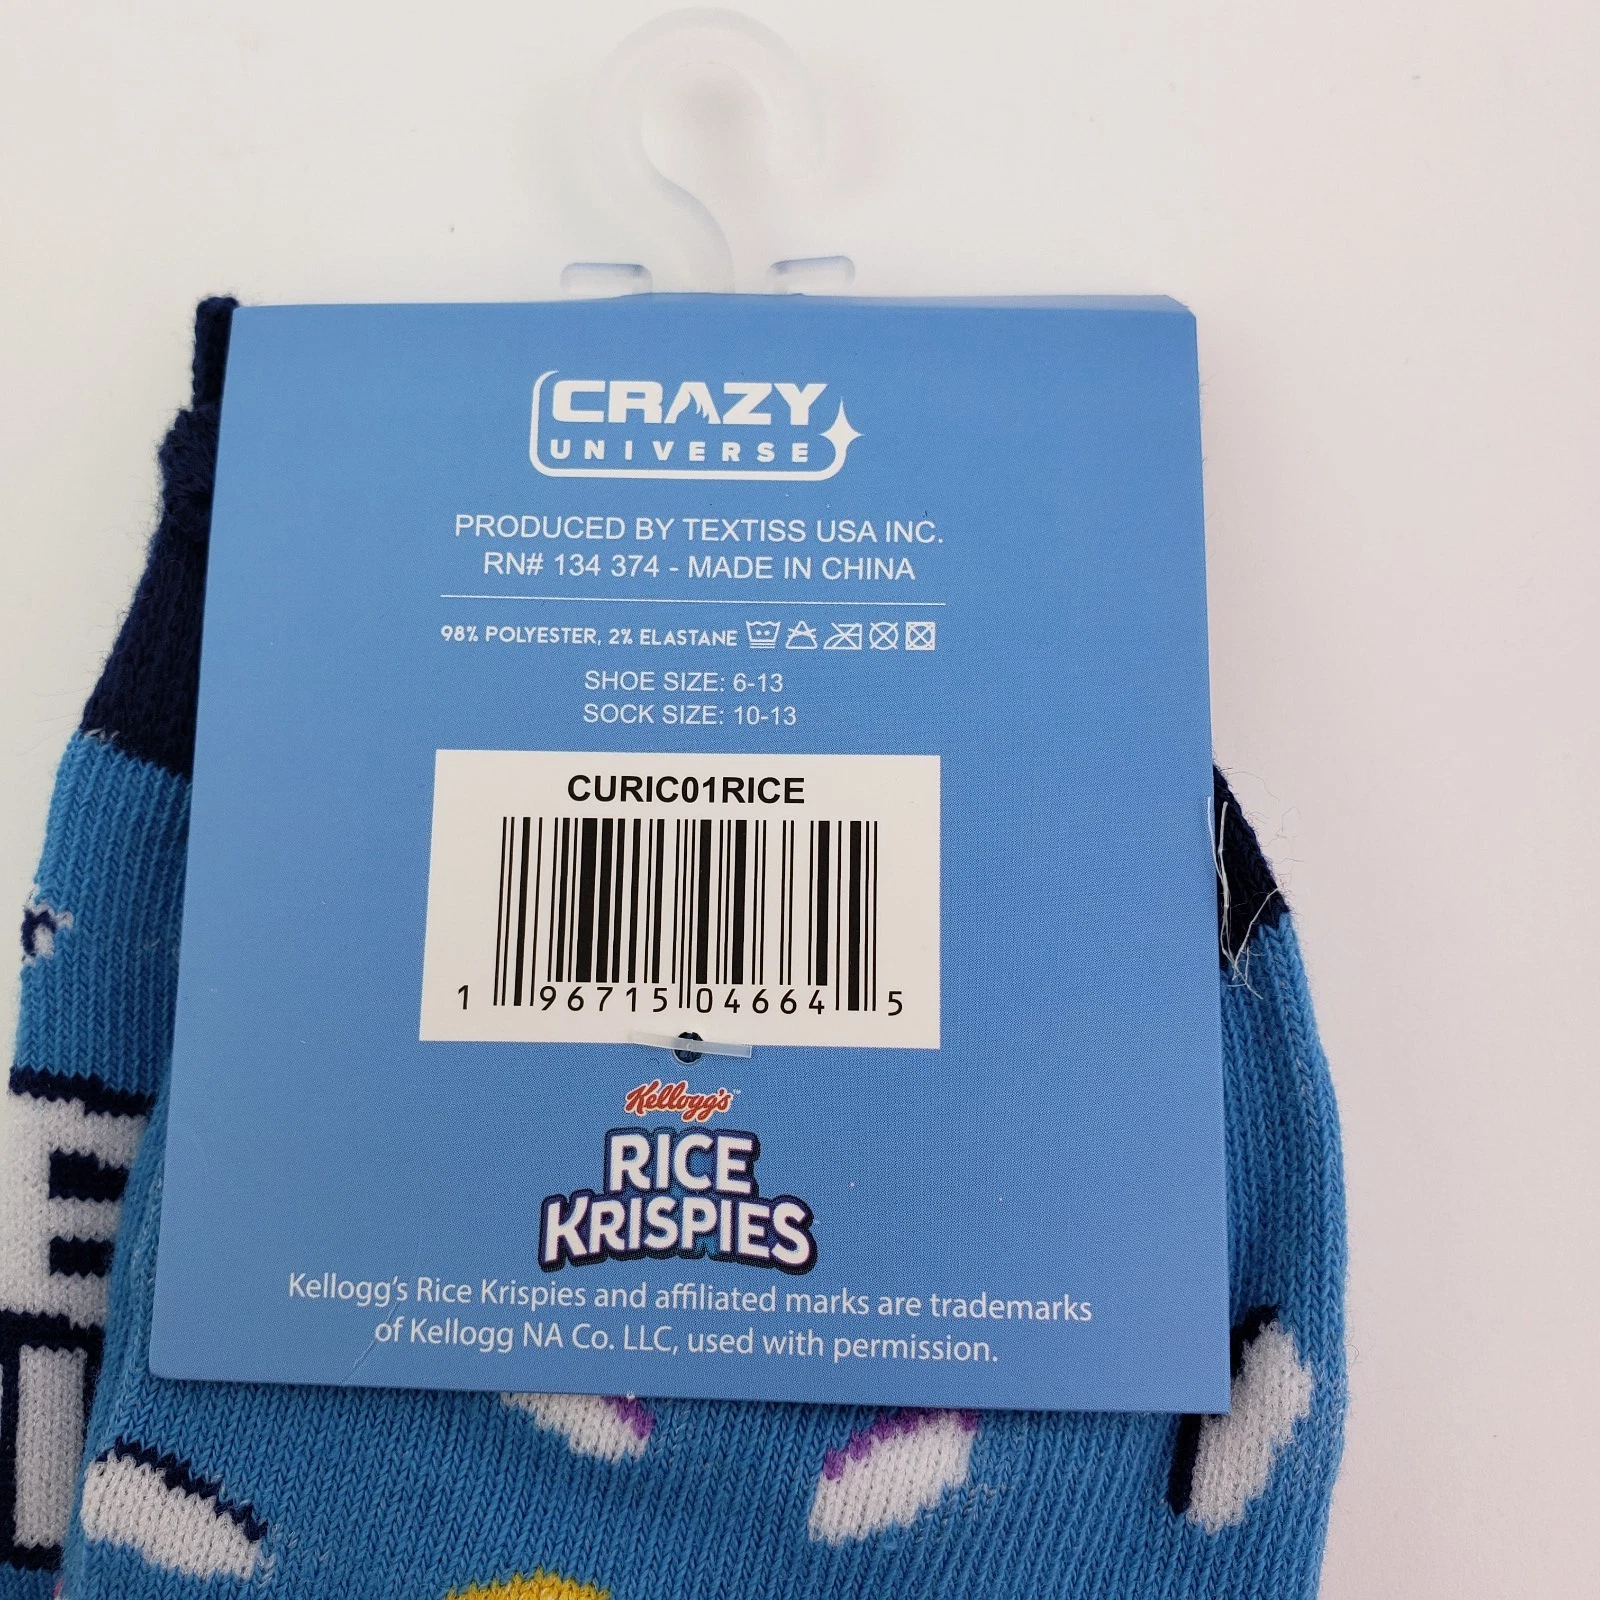 CRAZY
UNIVERSE
PRODUCED BY TEXTISS USA INC.
RN# 134 374 - MADE IN CHINA
98% POLYESTER, 2% ELASTANE
SHOE SIZE: 6-13
SOCK SIZE: 10-13
CURIC01RICE
1 96715 04664 5
Kellogg's™
RICE
KRISPIES
Kellogg's Rice Krispies and affiliated marks are trademarks
of Kellogg NA Co. LLC, used with permission.